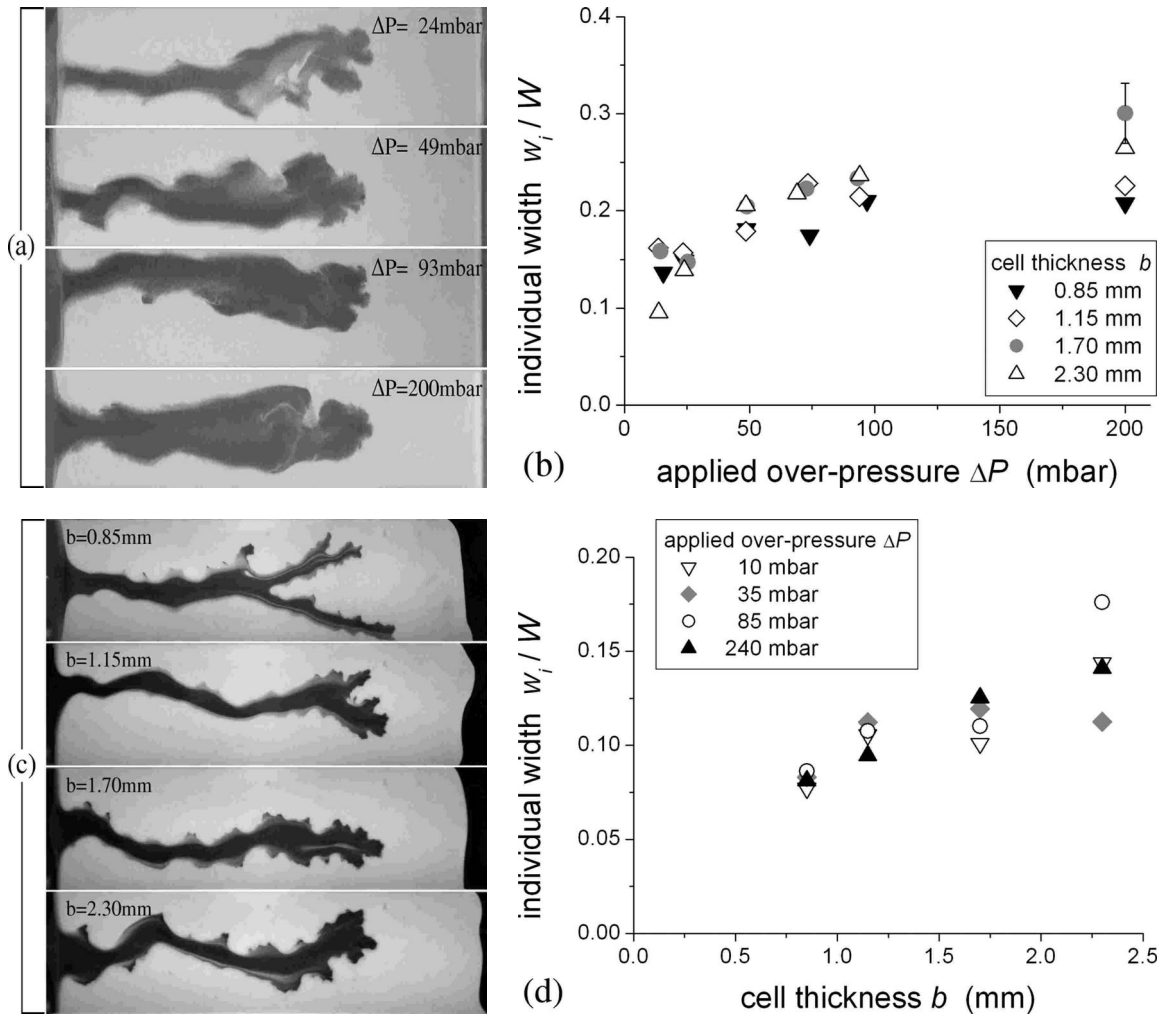 (a)
ΔP= 24mbar
ΔP= 49mbar
ΔP= 93mbar
ΔP=200mbar
individual width wᵢ / W
0.4
0.3
0.2
0.1
0.0
0 50 100 150 200
(b) applied over-pressure ΔP (mbar)
cell thickness b
0.85 mm
1.15 mm
1.70 mm
2.30 mm
(c)
b=0.85mm
b=1.15mm
b=1.70mm
b=2.30mm
individual width wᵢ / W
0.20
0.15
0.10
0.05
0.00
applied over-pressure ΔP
10 mbar
35 mbar
85 mbar
240 mbar
0.0 0.5 1.0 1.5 2.0 2.5
(d) cell thickness b (mm)